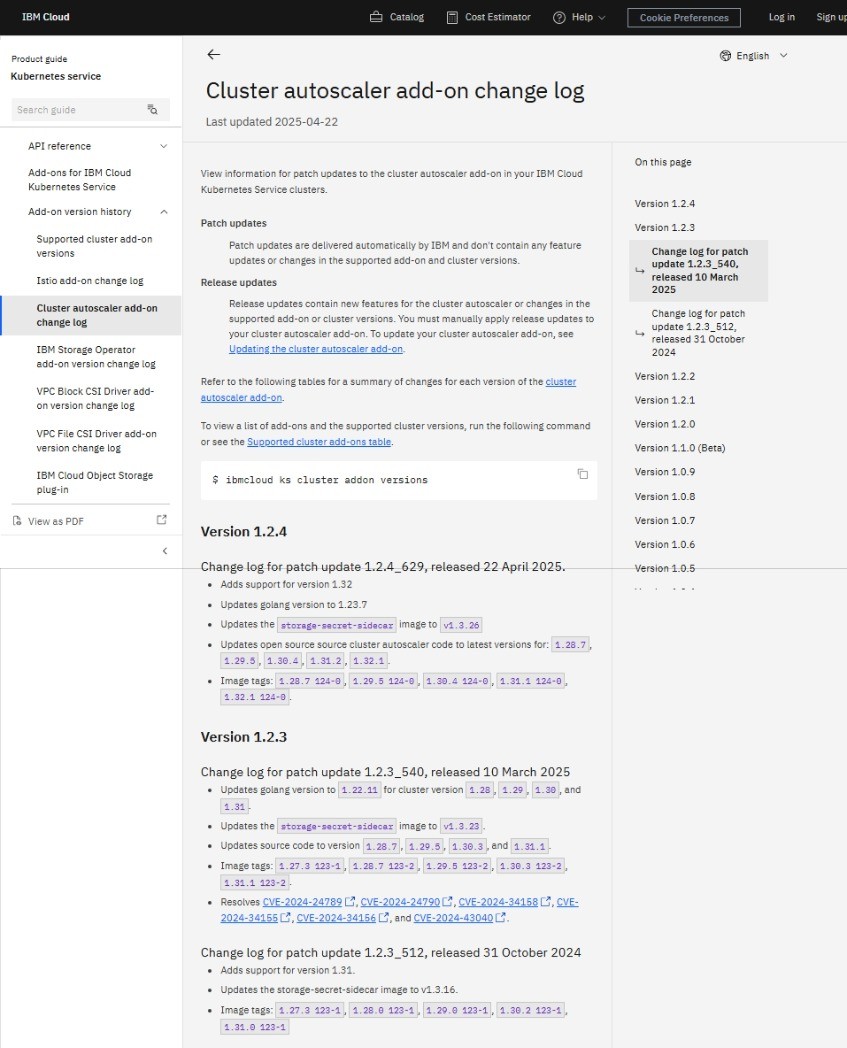 IBM Cloud
Catalog
Cost Estimator
Help
Cookie Preferences
Log in
Sign up
Product guide
Kubernetes service
Search guide
API reference
Add-ons for IBM Cloud
Kubernetes Service
Add-on version history
Supported cluster add-on
versions
Istio add-on change log
Cluster autoscaler add-on
change log
IBM Storage Operator
add-on version change log
VPC Block CSI Driver add-
on version change log
VPC File CSI Driver add-on
version change log
IBM Cloud Object Storage
plug-in
View as PDF
English
Cluster autoscaler add-on change log
Last updated 2025-04-22
View information for patch updates to the cluster autoscaler add-on in your IBM Cloud
Kubernetes Service clusters.
Patch updates
Patch updates are delivered automatically by IBM and don't contain any feature
updates or changes in the supported add-on and cluster versions.
Release updates
Release updates contain new features for the cluster autoscaler or changes in the
supported add-on or cluster versions. You must manually apply release updates to
your cluster autoscaler add-on. To update your cluster autoscaler add-on, see
Updating the cluster autoscaler add-on.
Refer to the following tables for a summary of changes for each version of the cluster
autoscaler add-on.
To view a list of add-ons and the supported cluster versions, run the following command
or see the Supported cluster add-ons table.
$ ibmcloud ks cluster addon versions
Version 1.2.4
Change log for patch update 1.2.4_629, released 22 April 2025.
• Adds support for version 1.32
• Updates golang version to 1.23.7
• Updates the storage-secret-sidecar image to v1.3.26
• Updates open source source cluster autoscaler code to latest versions for: 1.28.7,
1.29.5, 1.30.4, 1.31.2, 1.32.1.
• Image tags: 1.28.7 124-0, 1.29.5 124-0, 1.30.4 124-0, 1.31.1 124-0,
1.32.1 124-0.
Version 1.2.3
Change log for patch update 1.2.3_540, released 10 March 2025
• Updates golang version to 1.22.11 for cluster version 1.28, 1.29, 1.30, and
1.31.
• Updates the storage-secret-sidecar image to v1.3.23.
• Updates source code to version 1.28.7, 1.29.5, 1.30.3, and 1.31.1.
• Image tags: 1.27.3 123-1, 1.28.7 123-2, 1.29.5 123-2, 1.30.3 123-2,
1.31.1 123-2.
• Resolves CVE-2024-24789, CVE-2024-24790, CVE-2024-34158, CVE-
2024-34155, CVE-2024-34156, and CVE-2024-43040.
Change log for patch update 1.2.3_512, released 31 October 2024
• Adds support for version 1.31.
• Updates the storage-secret-sidecar image to v1.3.16.
• Image tags: 1.27.3 123-1, 1.28.0 123-1, 1.29.0 123-1, 1.30.2 123-1,
1.31.0 123-1
On this page
Version 1.2.4
Version 1.2.3
Change log for patch
update 1.2.3_540,
released 10 March
2025
Change log for patch
update 1.2.3_512,
released 31 October
2024
Version 1.2.2
Version 1.2.1
Version 1.2.0
Version 1.1.0 (Beta)
Version 1.0.9
Version 1.0.8
Version 1.0.7
Version 1.0.6
Version 1.0.5